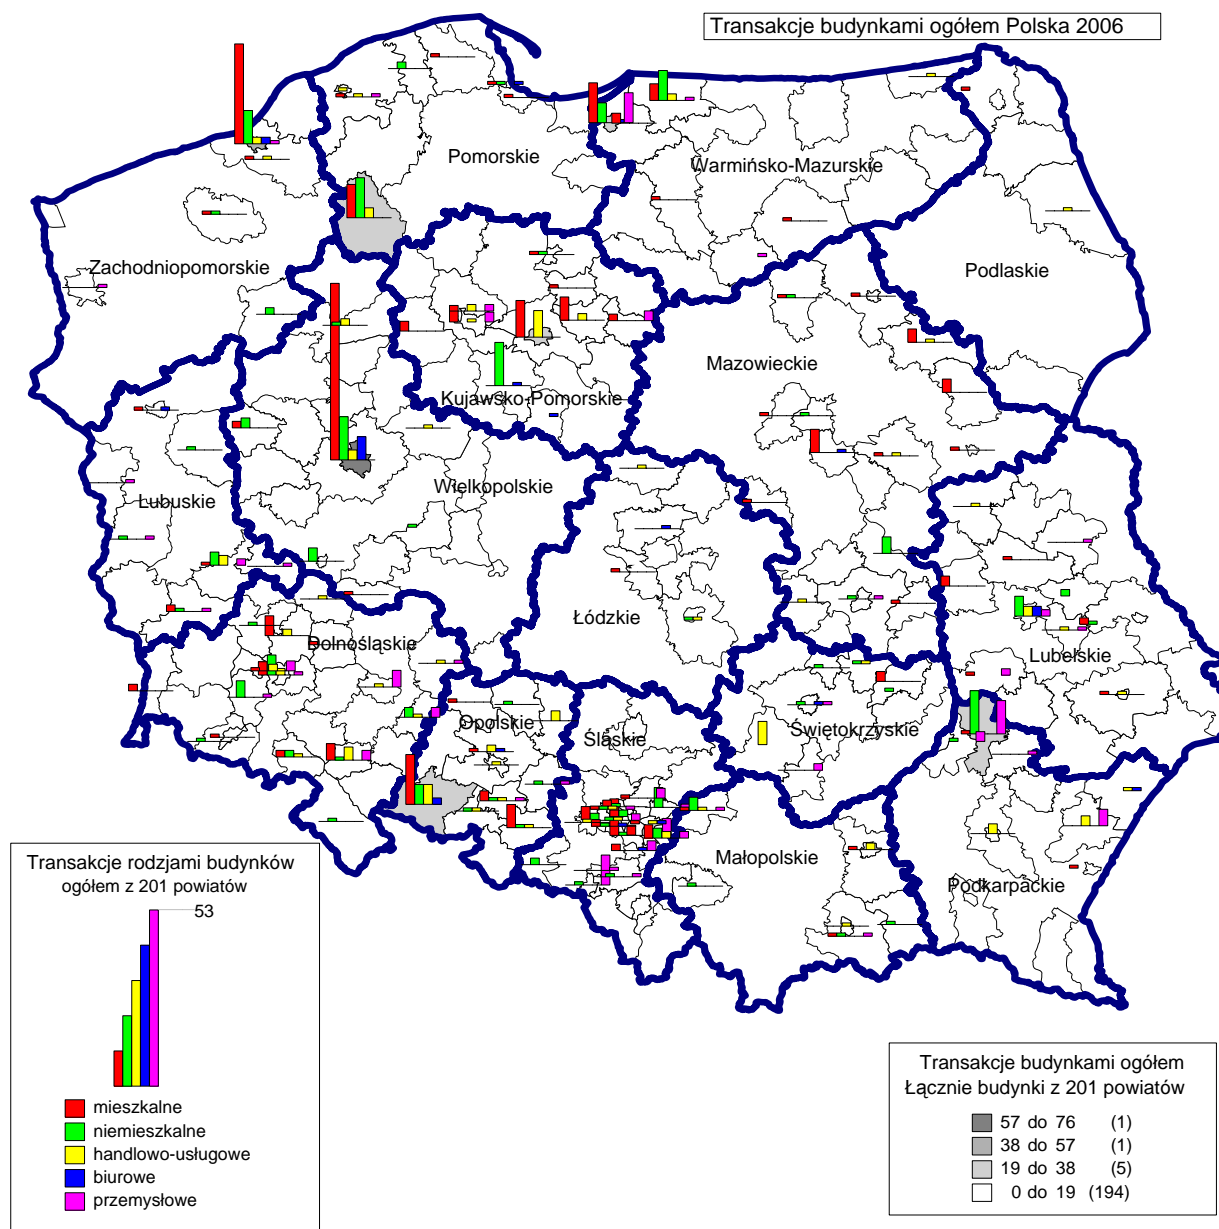 Transakcje budynkami ogółem Polska 2006
Pomorskie
Warmińsko-Mazurskie
Zachodniopomorskie
Podlaskie
Mazowieckie
Kujawsko-Pomorskie
Wielkopolskie
Lubuskie
Łódzkie
Dolnośląskie
Lubelskie
Opolskie
Śląskie
Świętokrzyskie
Małopolskie
Podkarpackie
Transakcje rodzjami budynków
ogółem z 201 powiatów
53
mieszkalne
niemieszkalne
handlowo-usługowe
biurowe
przemysłowe
Transakcje budynkami ogółem
Łącznie budynki z 201 powiatów
57 do 76 (1)
38 do 57 (1)
19 do 38 (5)
0 do 19 (194)